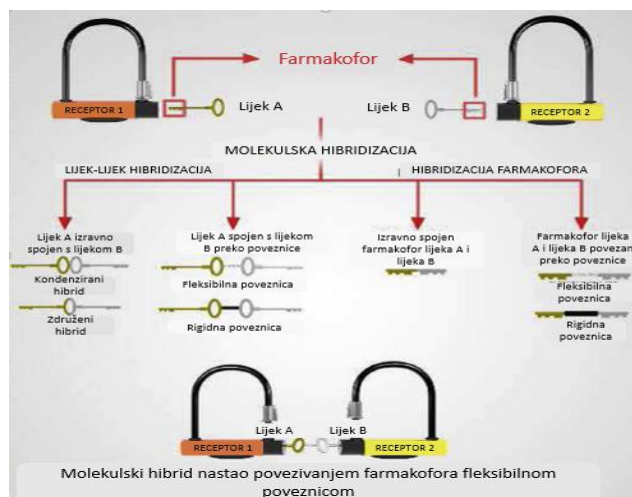 Farmakofor
RECEPTOR 1
Lijek A
Lijek B
RECEPTOR 2
MOLEKULSKA HIBRIDIZACIJA
LIJEK-LIJEK HIBRIDIZACIJA
HIBRIDIZACIJA FARMAKOFORA
Lijek A izravno
spojen s lijekom B
Kondenzirani
hibrid
Združeni
hibrid
Lijek A spojen s lijekom
B preko poveznice
Fleksibilna poveznica
Rigidna poveznica
Izravno spojen
farmakofor lijeka A i
lijeka B
Farmakofor lijeka
A i lijeka B povezan
preko poveznice
Fleksibilna
poveznica
Rigidna
poveznica
Lijek A
Lijek B
RECEPTOR 1
RECEPTOR 2
Molekulski hibrid nastao povezivanjem farmakofora fleksibilnom
poveznicom